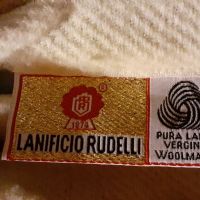 ®
LANIFICIO RUDELLI
PURA LA
VERGIN
WOOLMA